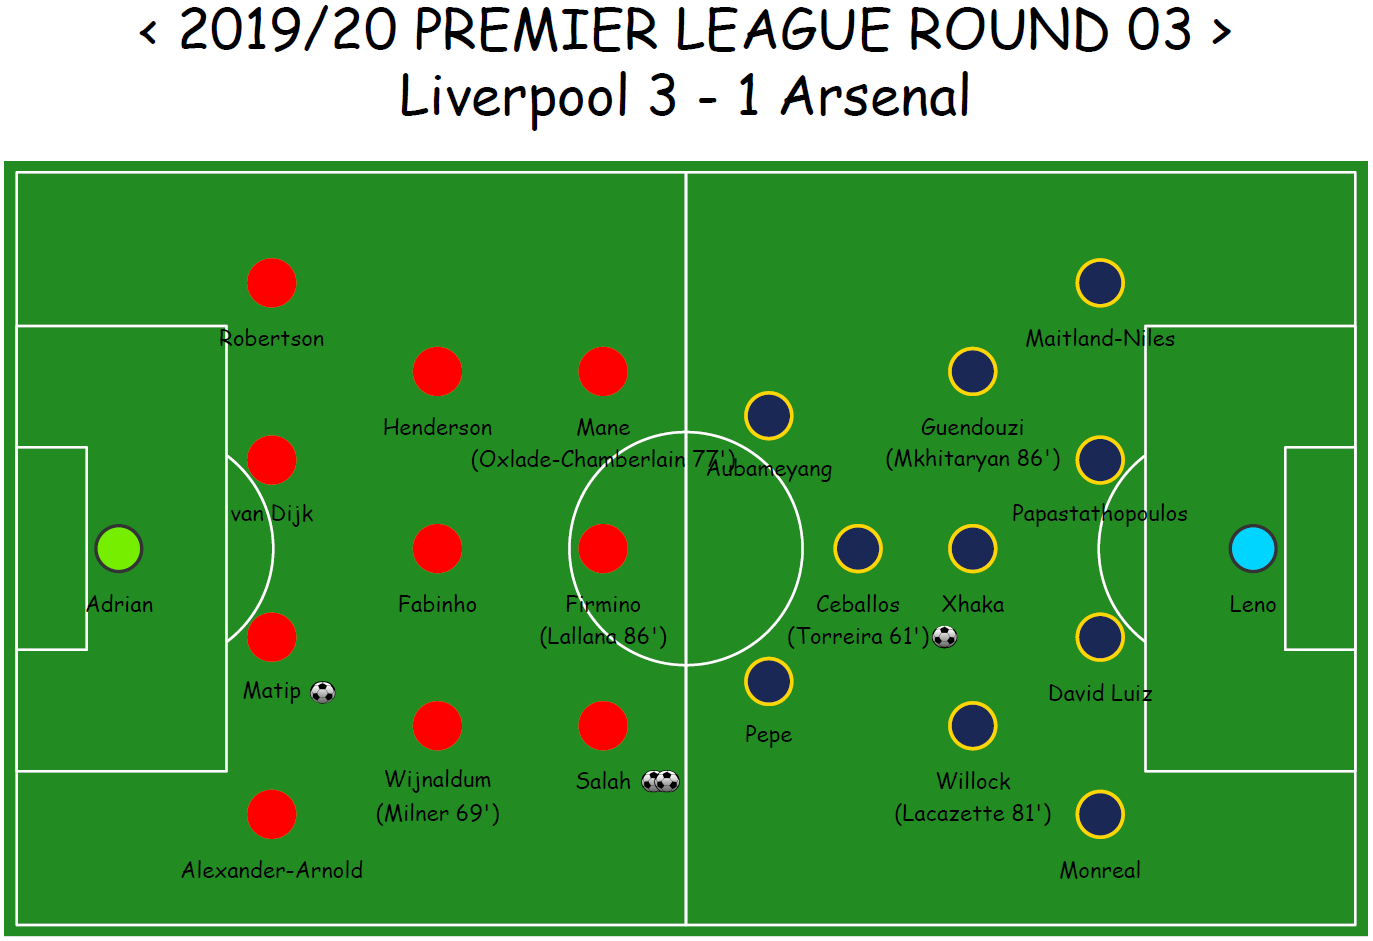 < 2019/20 PREMIER LEAGUE ROUND 03 >
Liverpool 3 - 1 Arsenal
Robertson
Maitland-Niles
Henderson
Mane
Guendouzi
(Oxlade-Chamberlain 77')
(Mkhitaryan 86')
Aubameyang
van Dijk
Papastathopoulos
Adrian
Fabinho
Firmino
Ceballos
Xhaka
Leno
(Lallana 86')
(Torreira 61')
Matip
David Luiz
Pepe
Wijnaldum
Salah
Willock
(Milner 69')
(Lacazette 81')
Alexander-Arnold
Monreal